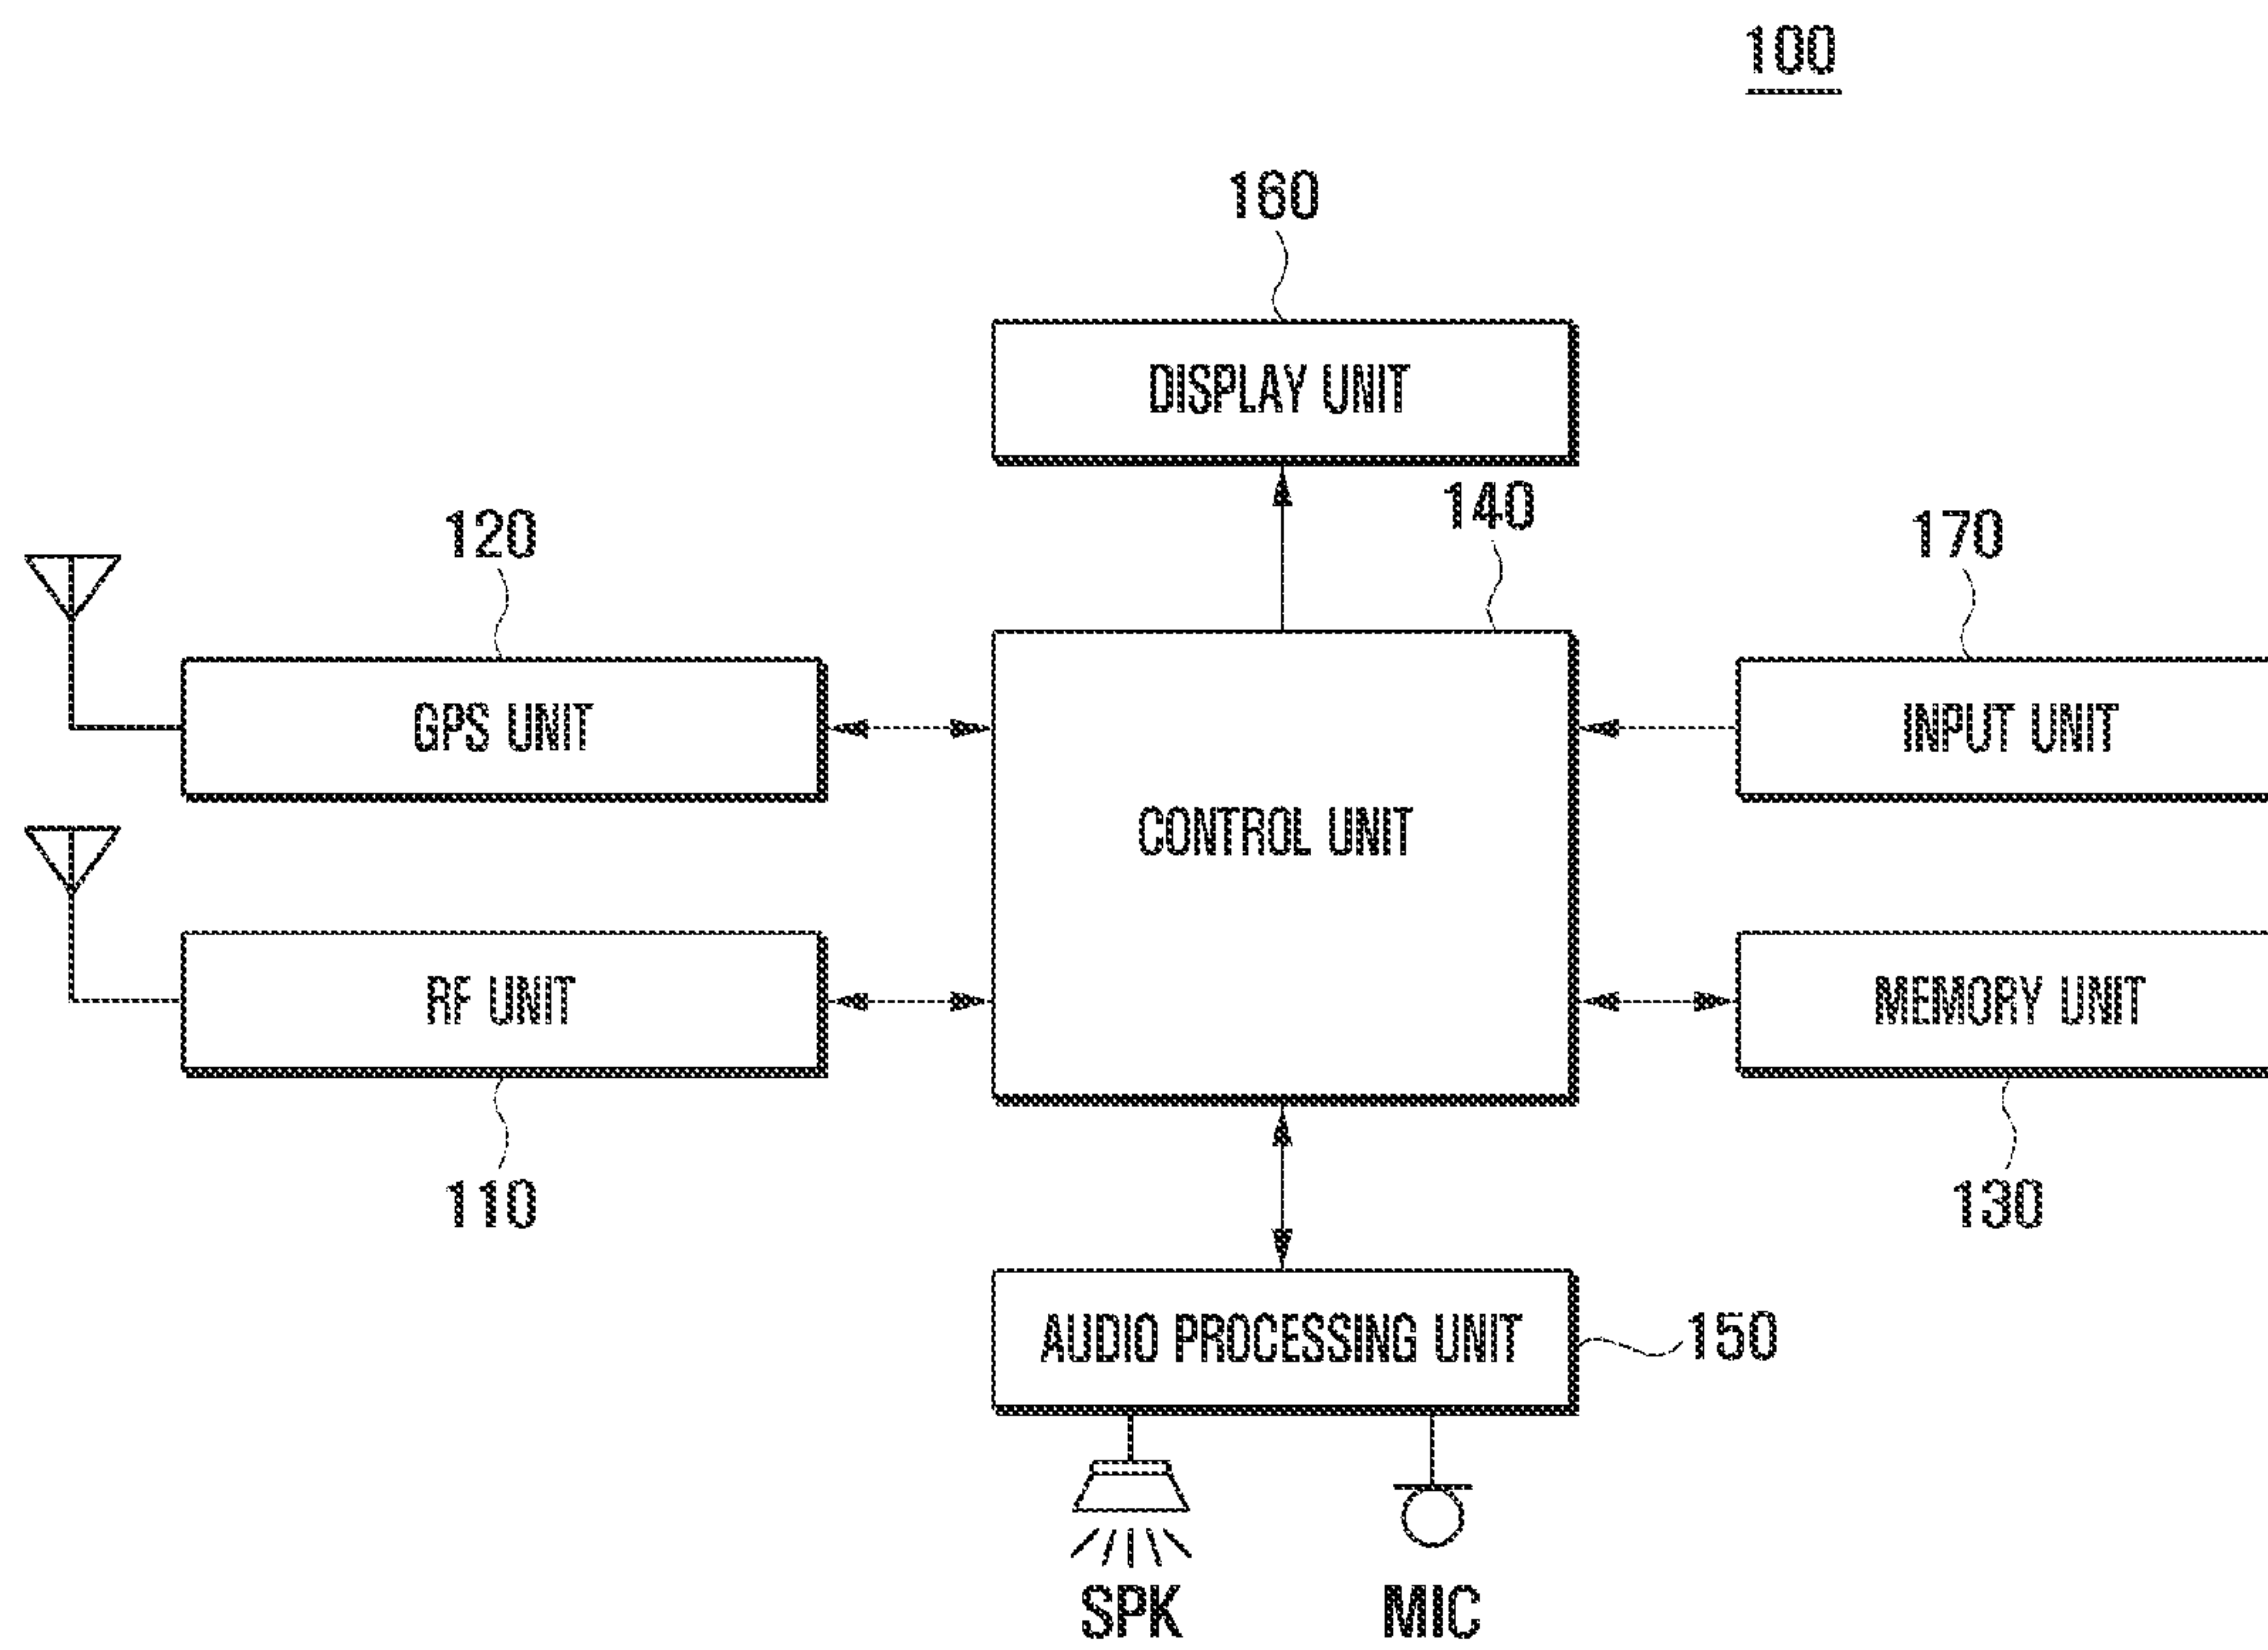 100
160
DISPLAY UNIT
140
120
170
GPS UNIT
INPUT UNIT
CONTROL UNIT
RF UNIT
MEMORY UNIT
110
130
AUDIO PROCESSING UNIT
150
SPK
MIC